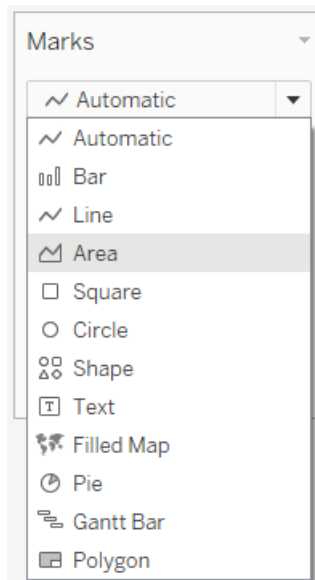 Marks
Automatic
Automatic
Bar
Line
Area
Square
Circle
Shape
T Text
Filled Map
Pie
Gantt Bar
Polygon